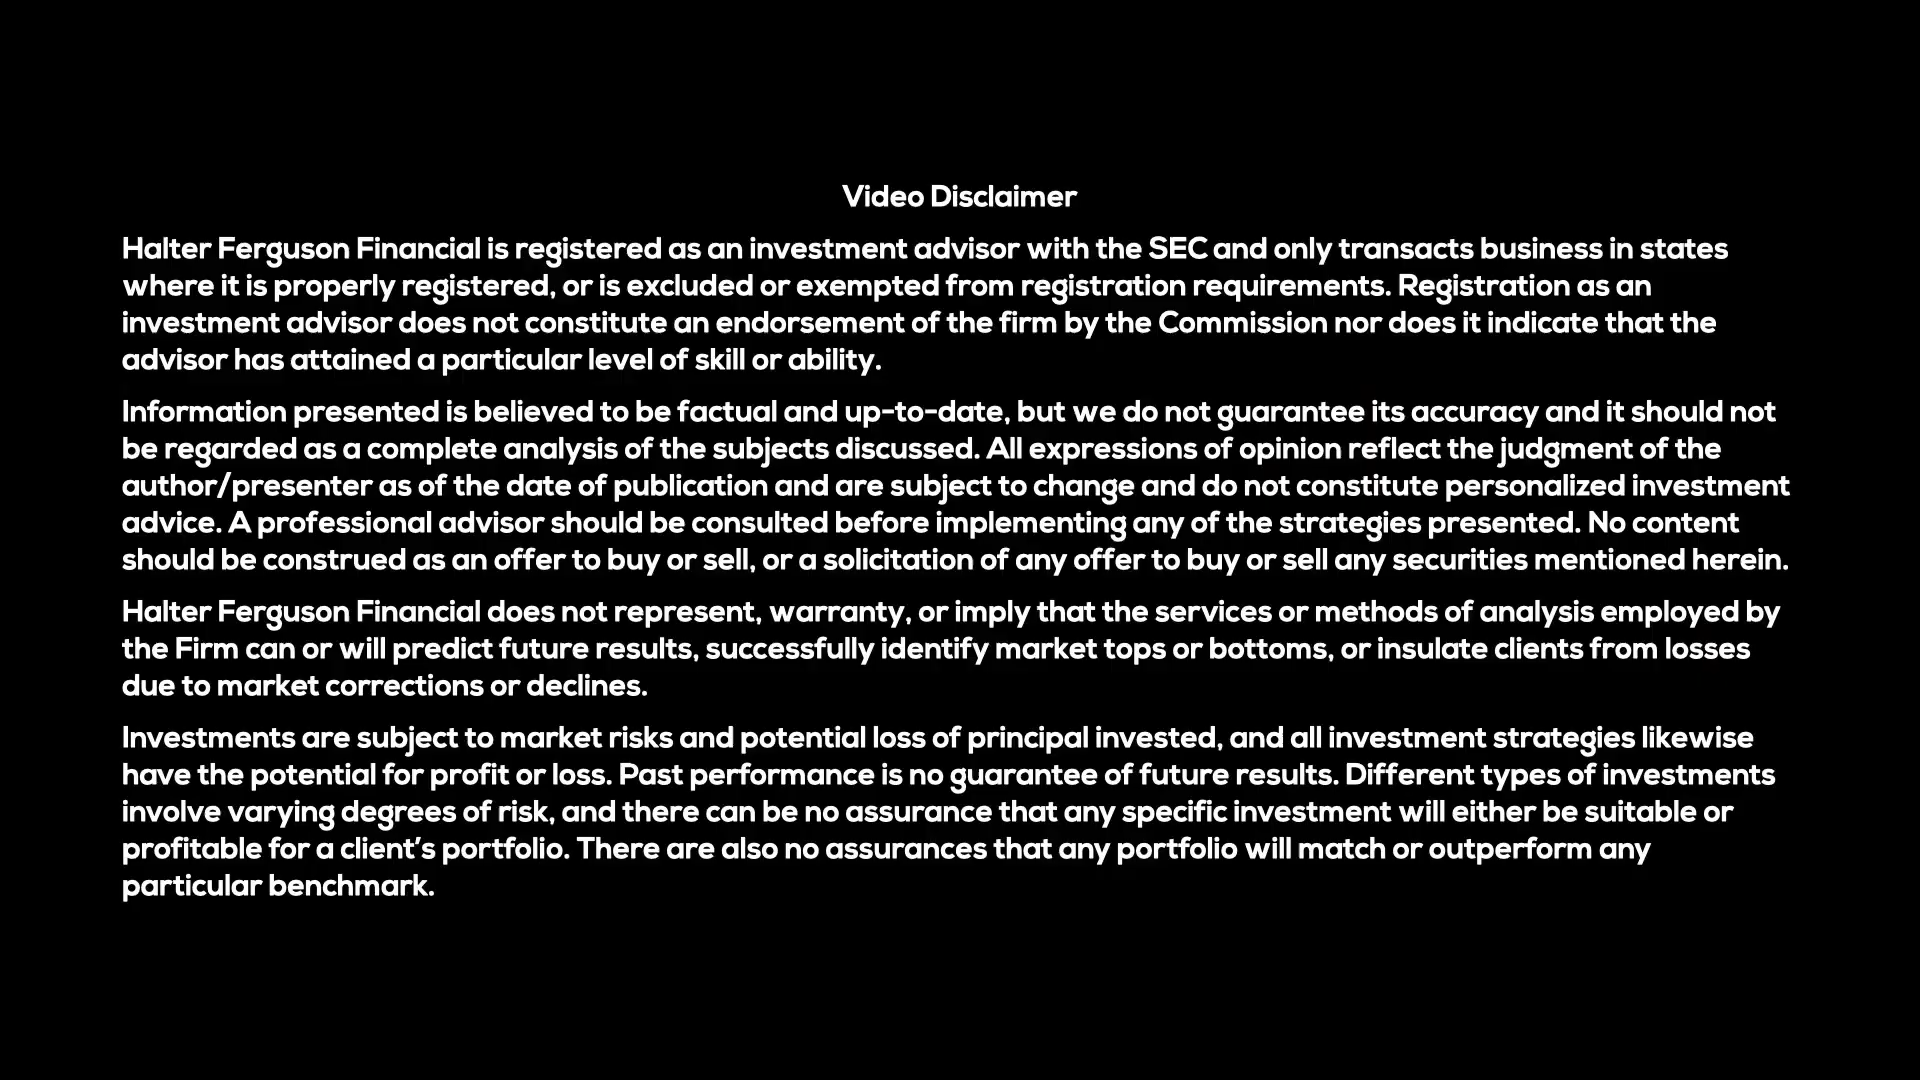 Video Disclaimer
Halter Ferguson Financial is registered as an investment advisor with the SEC and only transacts business in states
where it is properly registered, or is excluded or exempted from registration requirements. Registration as an
investment advisor does not constitute an endorsement of the firm by the Commission nor does it indicate that the
advisor has attained a particular level of skill or ability.
Information presented is believed to be factual and up-to-date, but we do not guarantee its accuracy and it should not
be regarded as a complete analysis of the subjects discussed. All expressions of opinion reflect the judgment of the
author/presenter as of the date of publication and are subject to change and do not constitute personalized investment
advice. A professional advisor should be consulted before implementing any of the strategies presented. No content
should be construed as an offer to buy or sell, or a solicitation of any offer to buy or sell any securities mentioned herein.
Halter Ferguson Financial does not represent, warranty, or imply that the services or methods of analysis employed by
the Firm can or will predict future results, successfully identify market tops or bottoms, or insulate clients from losses
due to market corrections or declines.
Investments are subject to market risks and potential loss of principal invested, and all investment strategies likewise
have the potential for profit or loss. Past performance is no guarantee of future results. Different types of investments
involve varying degrees of risk, and there can be no assurance that any specific investment will either be suitable or
profitable for a client’s portfolio. There are also no assurances that any portfolio will match or outperform any
particular benchmark.